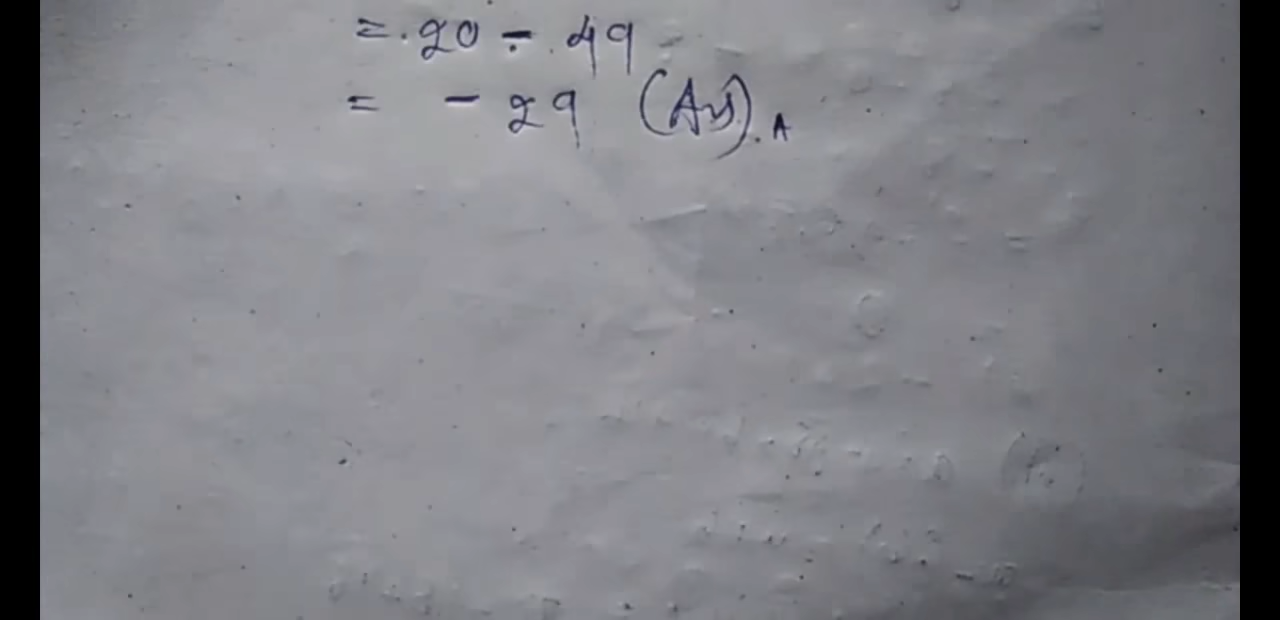 = 20 - 49
= - 29 (Ans). A